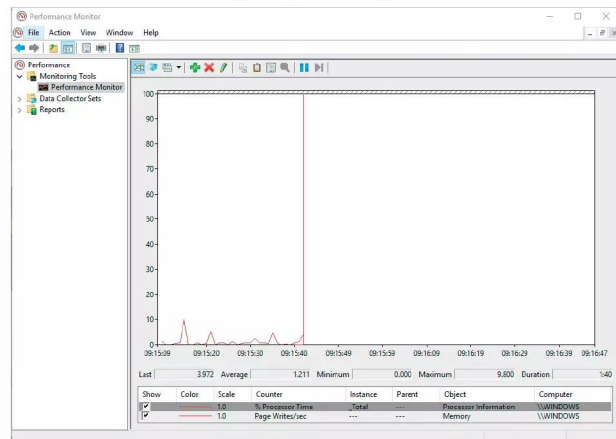 Performance Monitor
File Action View Window Help
Performance
Monitoring Tools
Performance Monitor
Data Collector Sets
Reports
100
90
80
70
60
50
40
30
20
10
0
09:15:09 09:15:20 09:15:30 09:15:40 09:15:49 09:15:59 09:16:09 09:16:19 09:16:29 09:16:39 09:16:47
Last 3.972 Average 1.211 Minimum 0.000 Maximum 9.800 Duration 1:40
Show Color Scale Counter Instance Parent Object Computer
1.0 % Processor Time _Total --- Processor Information \\WINDOWS
1.0 Page Writes/sec --- --- Memory \\WINDOWS